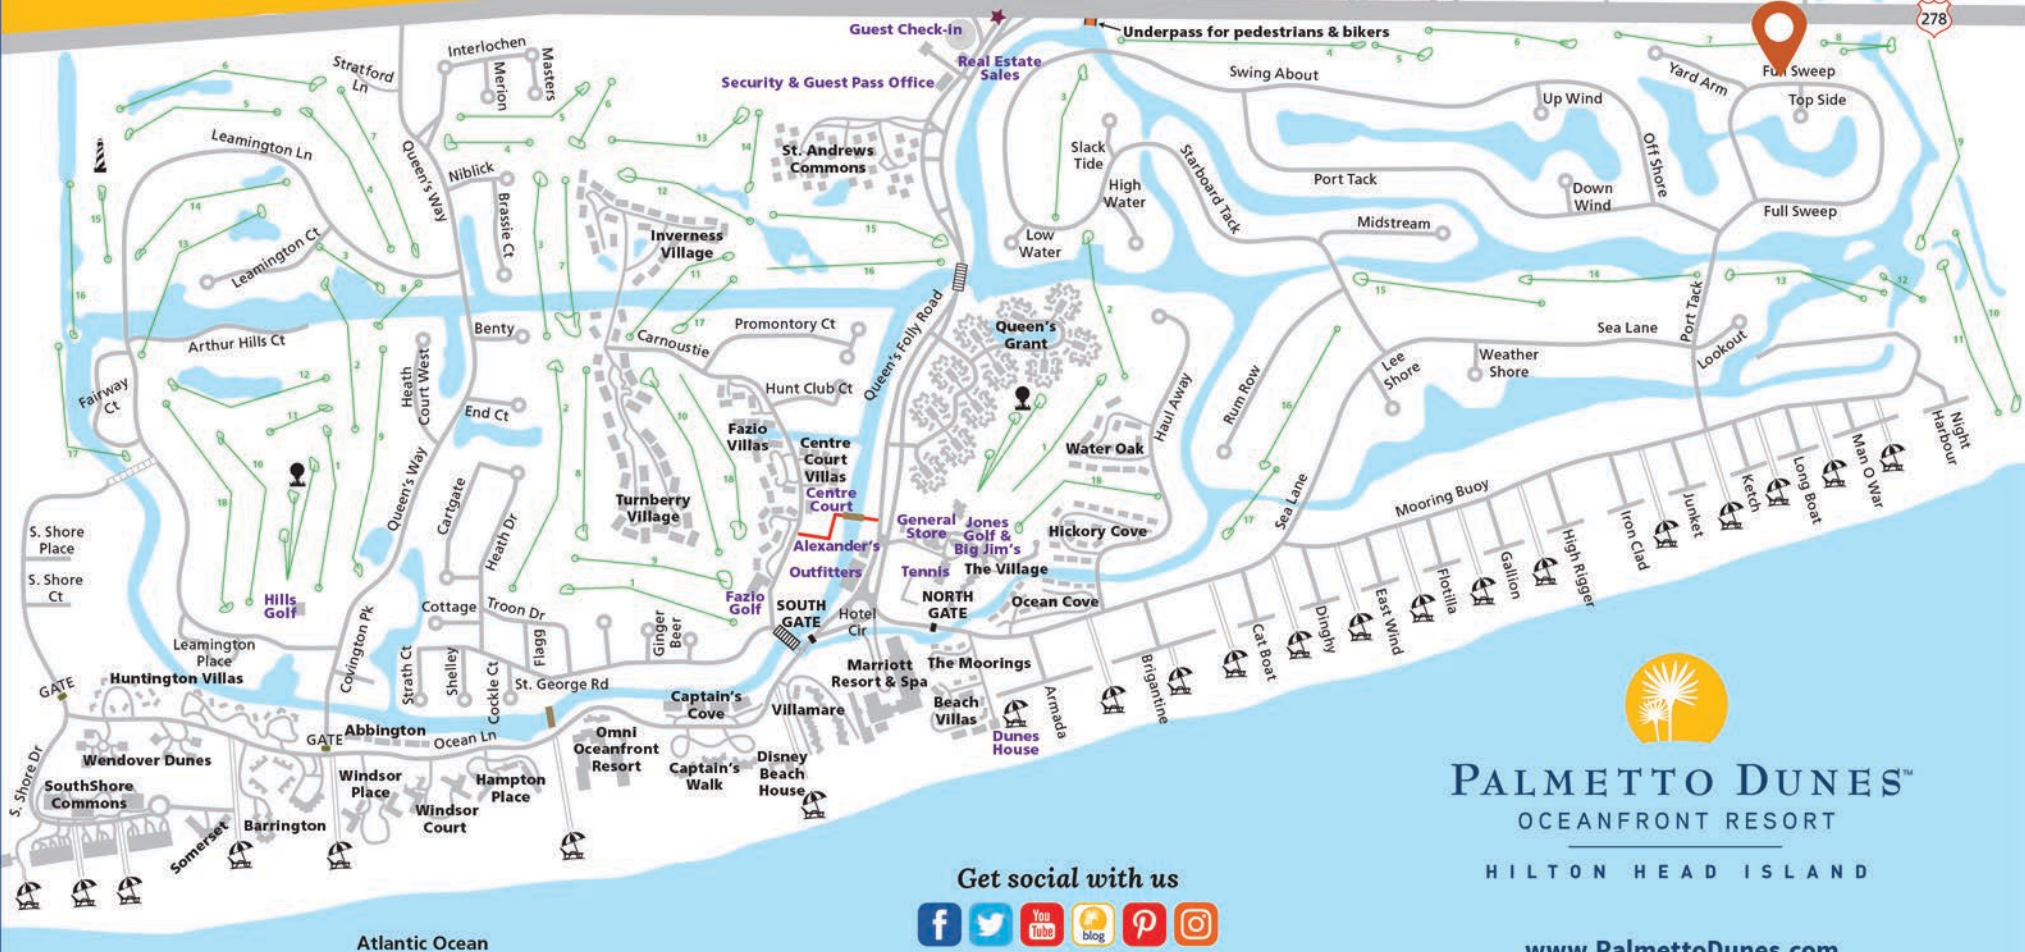 278
Guest Check-in
Underpass for pedestrians & bikers
Real Estate
Sales
Security & Guest Pass Office
Stratford
Ln
Interlochen
Merion
Masters
Swing About
Yard Arm
Full Sweep
Top Side
Up Wind
Off Shore
Leamington Ln
Queen's Way
Niblick
Brassie Ct
St. Andrews
Commons
Slack
Tide
High
Water
Starboard Tack
Port Tack
Down
Wind
Full Sweep
Midstream
Low
Water
Leamington Ct
Inverness
Village
Arthur Hills Ct
Benty
Carnoustie
Promontory Ct
Queen's Folly Road
Queen's
Grant
Sea Lane
Port Tack
Lookout
Weather
Shore
Lee
Shore
Rum Row
Haul Away
Fairway
Ct
Heath
Court West
Hunt Club Ct
End Ct
Fazio
Villas
Centre
Court
Villas
Centre
Court
Water Oak
Night
Harbour
Man O War
Long Boat
Ketch
Junket
Iron Clad
High Rigger
Mooring Buoy
Sea Lane
Queen's Way
Cartgate
Heath Dr
Turnberry
Village
General
Store
Jones
Golf &
Big Jim's
Hickory Cove
Alexander's
Outfitters
Tennis
The Village
S. Shore
Place
S. Shore
Ct
Hills
Golf
Fazio
Golf
SOUTH
GATE
Hotel
Cir
NORTH
GATE
Ocean Cove
Gallion
Flotilla
East Wind
Dinghy
Cat Boat
Brigantine
Armada
Cottage
Troon Dr
Flagg
Ginger
Beer
Leamington
Place
Covington Pk
Strath Ct
Shelley
Cockle Ct
St. George Rd
Marriott
Resort & Spa
The Moorings
GATE
Huntington Villas
Captain's
Cove
Villamare
Beach
Villas
Dunes
House
GATE
Abbington
Ocean Ln
Omni
Oceanfront
Resort
Captain's
Walk
Disney
Beach
House
S. Shore Dr
Wendover Dunes
SouthShore
Commons
Windsor
Place
Hampton
Place
Windsor
Court
Barrington
Somerset
PALMETTO DUNES™
OCEANFRONT RESORT
HILTON HEAD ISLAND
Get social with us
You
Tube
blog
Atlantic Ocean
www.PalmettoDunes.com